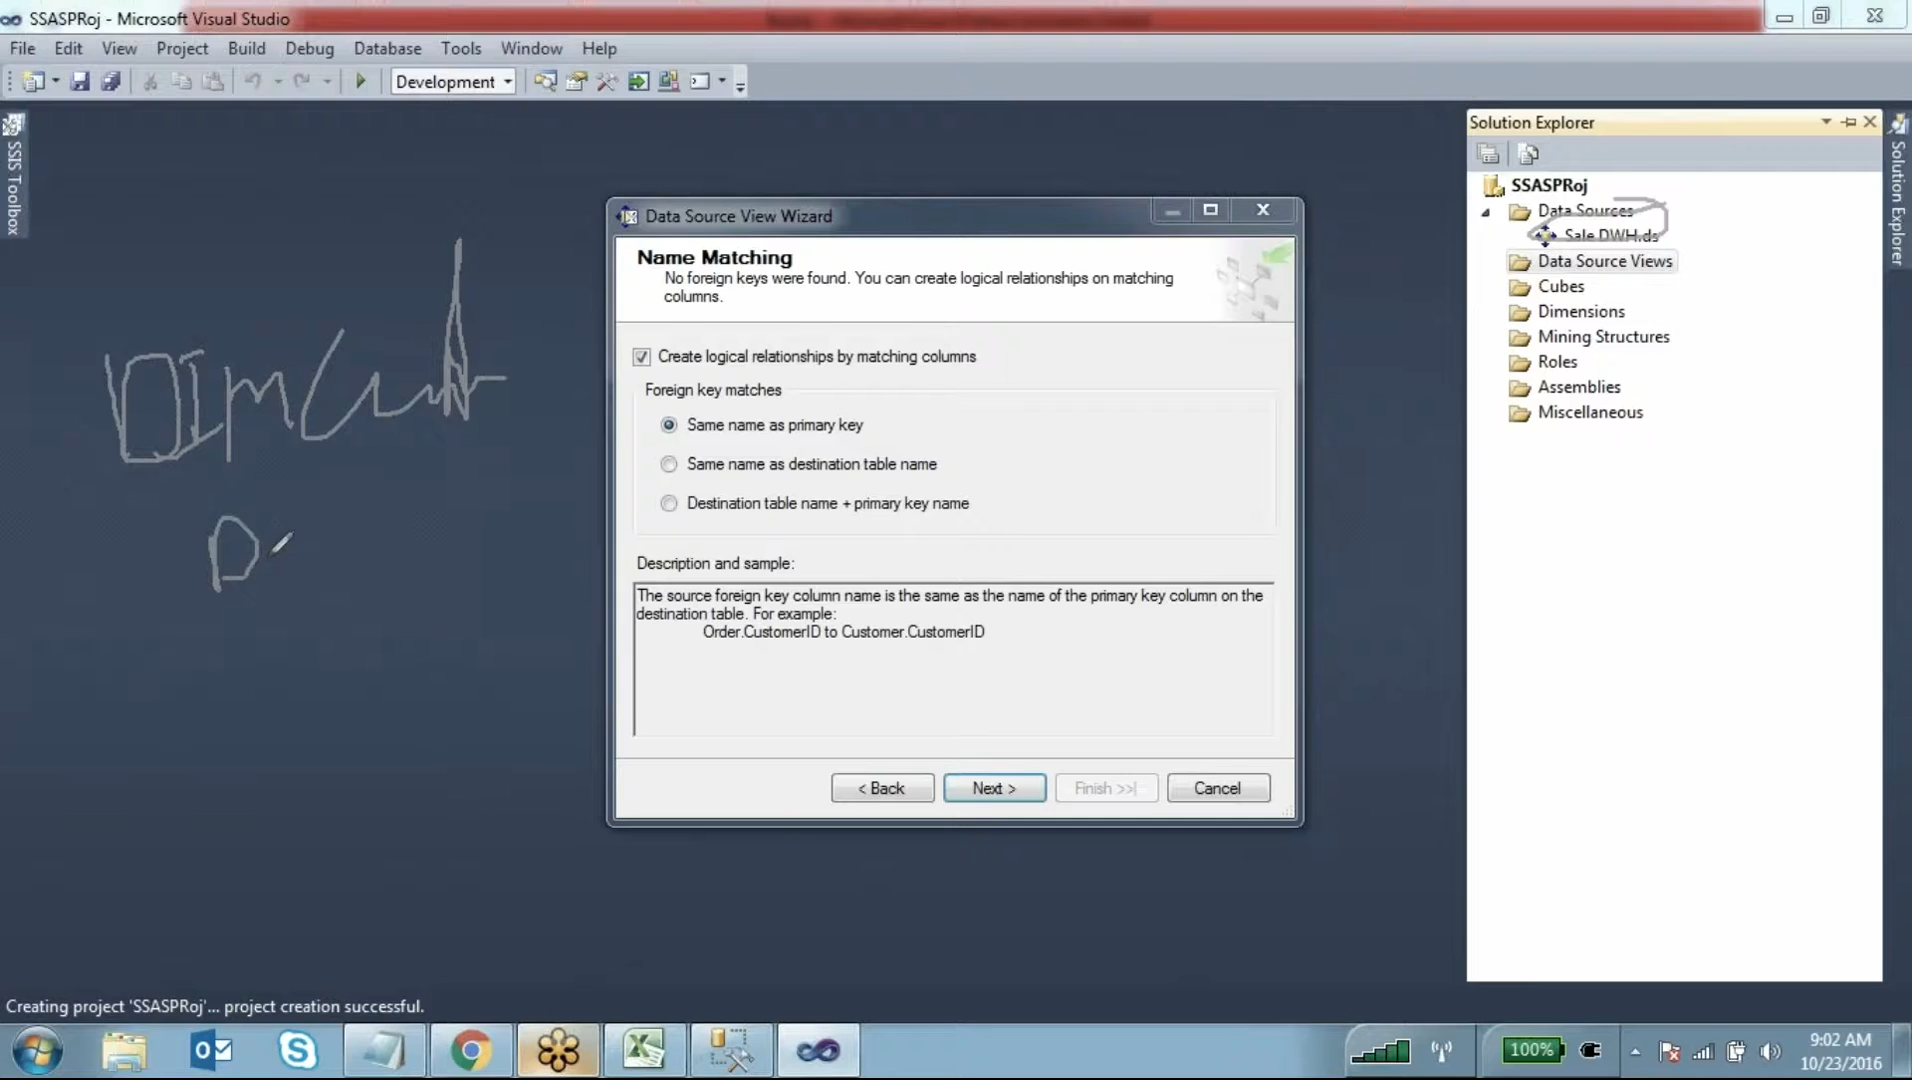 SSASPRoj - Microsoft Visual Studio
File Edit View Project Build Debug Database Tools Window Help
Development
SSIS Toolbox
Solution Explorer
Solution Explorer
SSASPRoj
Data Sources
Sale DWH.ds
Data Source Views
Cubes
Dimensions
Mining Structures
Roles
Assemblies
Miscellaneous
Data Source View Wizard
Name Matching
No foreign keys were found. You can create logical relationships on matching
columns.
Create logical relationships by matching columns
Foreign key matches
Same name as primary key
Same name as destination table name
Destination table name + primary key name
Description and sample:
The source foreign key column name is the same as the name of the primary key column on the
destination table. For example:
Order.CustomerID to Customer.CustomerID
< Back Next > Finish >>| Cancel
D
Creating project 'SSASPRoj'... project creation successful.
100%
9:02 AM
10/23/2016